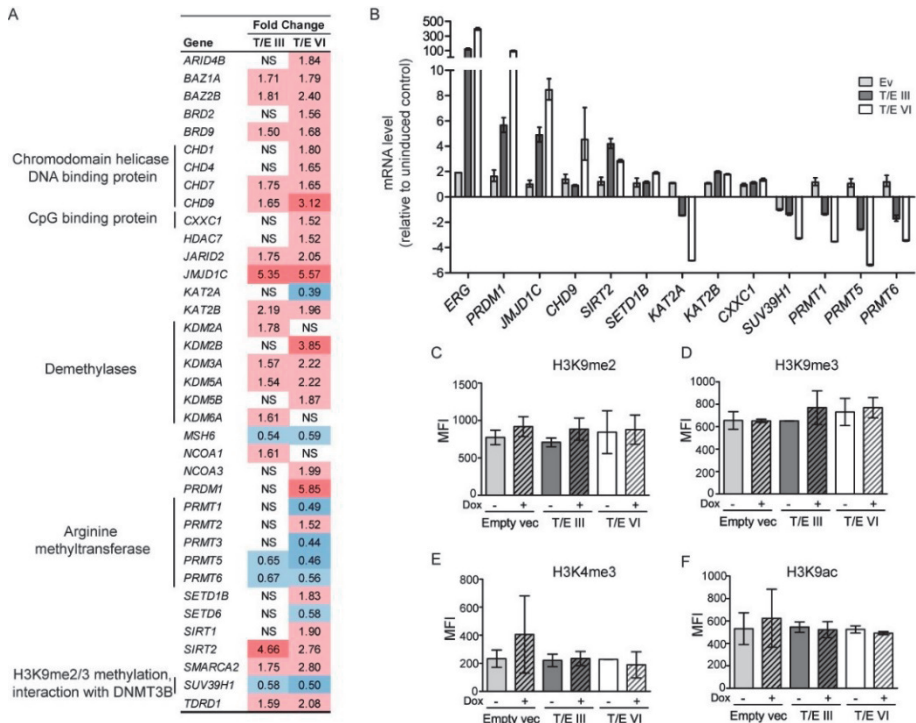 A
Fold Change
Gene T/E III T/E VI
ARID4B NS 1.84
BAZ1A 1.71 1.79
BAZ2B 1.81 2.40
BRD2 NS 1.56
BRD9 1.50 1.68
CHD1 NS 1.80
CHD4 NS 1.65
CHD7 1.75 1.65
CHD9 1.65 3.12
CXXC1 NS 1.52
HDAC7 NS 1.52
JARID2 1.75 2.05
JMJD1C 5.35 5.57
KAT2A NS 0.39
KAT2B 2.19 1.96
KDM2A 1.78 NS
KDM2B NS 3.85
KDM3A 1.57 2.22
KDM5A 1.54 2.22
KDM5B NS 1.87
KDM6A 1.61 NS
MSH6 0.54 0.59
NCOA1 1.61 NS
NCOA3 NS 1.99
PRDM1 NS 5.85
PRMT1 NS 0.49
PRMT2 NS 1.52
PRMT3 NS 0.44
PRMT5 0.65 0.46
PRMT6 0.67 0.56
SETD1B NS 1.83
SETD6 NS 0.58
SIRT1 NS 1.90
SIRT2 4.66 2.76
SMARCA2 1.75 2.80
SUV39H1 0.58 0.50
TDRD1 1.59 2.08
Chromodomain helicase
DNA binding protein
CpG binding protein
Demethylases
Arginine
methyltransferase
H3K9me2/3 methylation,
interaction with DNMT3B
B
mRNA level
(relative to uninduced control)
500
300
100
8
6
4
2
0
-2
-4
-6
Ev
T/E III
T/E VI
ERG
PRDM1
JMJD1C
CHD9
SIRT2
SETD1B
KAT2A
KAT2B
CXXC1
SUV39H1
PRMT1
PRMT5
PRMT6
C
H3K9me2
MFI
1500
1000
500
0
Dox - + - + - +
Empty vec T/E III T/E VI
D
H3K9me3
MFI
1000
800
600
400
200
0
Dox - + - + - +
Empty vec T/E III T/E VI
E
H3K4me3
MFI
800
600
400
200
0
Dox - + - + - +
Empty vec T/E III T/E VI
F
H3K9ac
MFI
1000
800
600
400
200
0
Dox - + - + - +
Empty vec T/E III T/E VI